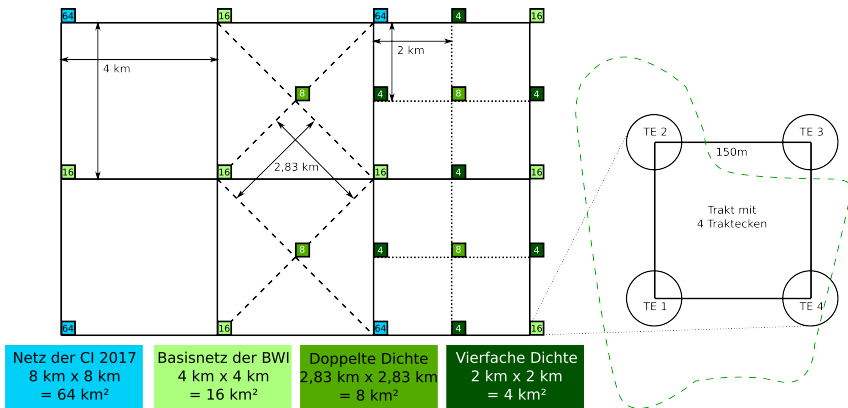 64 16 64 4 16
4 km
2 km
8 4 8 4
TE 2 TE 3
150m
16 16 16 4 16
2,83 km
Trakt mit
4 Traktecken
8 4 8 4
TE 1 TE 4
64 16 64 4 16
Netz der CI 2017
8 km x 8 km
= 64 km²
Basisnetz der BWI
4 km x 4 km
= 16 km²
Doppelte Dichte
2,83 km x 2,83 km
= 8 km²
Vierfache Dichte
2 km x 2 km
= 4 km²